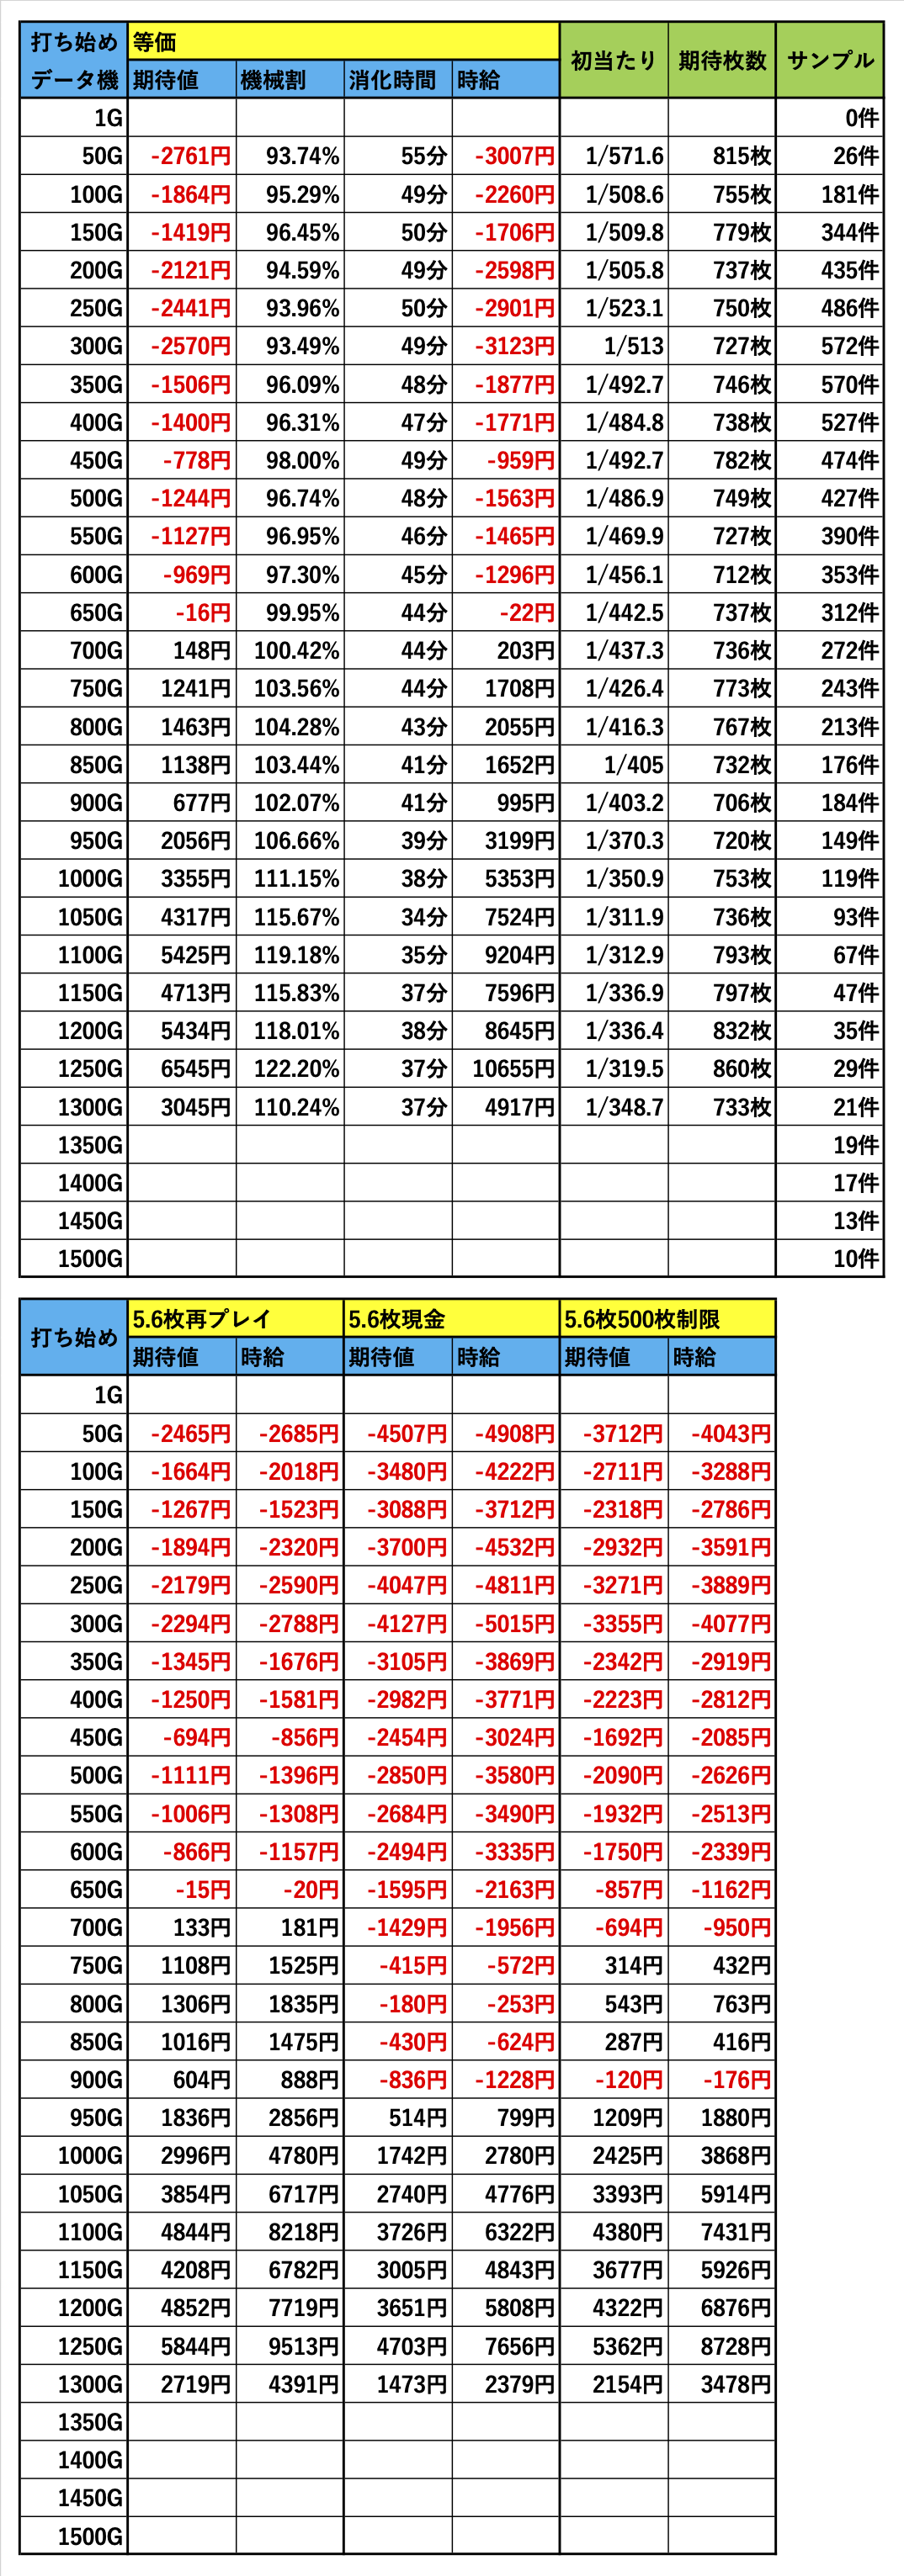 打ち始め 等価 初当たり 期待枚数 サンプル
データ機 期待値 機械割 消化時間 時給
1G 0件
50G -2761円 93.74% 55分 -3007円 1/571.6 815枚 26件
100G -1864円 95.29% 49分 -2260円 1/508.6 755枚 181件
150G -1419円 96.45% 50分 -1706円 1/509.8 779枚 344件
200G -2121円 94.59% 49分 -2598円 1/505.8 737枚 435件
250G -2441円 93.96% 50分 -2901円 1/523.1 750枚 486件
300G -2570円 93.49% 49分 -3123円 1/513 727枚 572件
350G -1506円 96.09% 48分 -1877円 1/492.7 746枚 570件
400G -1400円 96.31% 47分 -1771円 1/484.8 738枚 527件
450G -778円 98.00% 49分 -959円 1/492.7 782枚 474件
500G -1244円 96.74% 48分 -1563円 1/486.9 749枚 427件
550G -1127円 96.95% 46分 -1465円 1/469.9 727枚 390件
600G -969円 97.30% 45分 -1296円 1/456.1 712枚 353件
650G -16円 99.95% 44分 -22円 1/442.5 737枚 312件
700G 148円 100.42% 44分 203円 1/437.3 736枚 272件
750G 1241円 103.56% 44分 1708円 1/426.4 773枚 243件
800G 1463円 104.28% 43分 2055円 1/416.3 767枚 213件
850G 1138円 103.44% 41分 1652円 1/405 732枚 176件
900G 677円 102.07% 41分 995円 1/403.2 706枚 184件
950G 2056円 106.66% 39分 3199円 1/370.3 720枚 149件
1000G 3355円 111.15% 38分 5353円 1/350.9 753枚 119件
1050G 4317円 115.67% 34分 7524円 1/311.9 736枚 93件
1100G 5425円 119.18% 35分 9204円 1/312.9 793枚 67件
1150G 4713円 115.83% 37分 7596円 1/336.9 797枚 47件
1200G 5434円 118.01% 38分 8645円 1/336.4 832枚 35件
1250G 6545円 122.20% 37分 10655円 1/319.5 860枚 29件
1300G 3045円 110.24% 37分 4917円 1/348.7 733枚 21件
1350G 19件
1400G 17件
1450G 13件
1500G 10件
打ち始め 5.6枚再プレイ 5.6枚現金 5.6枚500枚制限
期待値 時給 期待値 時給 期待値 時給
1G
50G -2465円 -2685円 -4507円 -4908円 -3712円 -4043円
100G -1664円 -2018円 -3480円 -4222円 -2711円 -3288円
150G -1267円 -1523円 -3088円 -3712円 -2318円 -2786円
200G -1894円 -2320円 -3700円 -4532円 -2932円 -3591円
250G -2179円 -2590円 -4047円 -4811円 -3271円 -3889円
300G -2294円 -2788円 -4127円 -5015円 -3355円 -4077円
350G -1345円 -1676円 -3105円 -3869円 -2342円 -2919円
400G -1250円 -1581円 -2982円 -3771円 -2223円 -2812円
450G -694円 -856円 -2454円 -3024円 -1692円 -2085円
500G -1111円 -1396円 -2850円 -3580円 -2090円 -2626円
550G -1006円 -1308円 -2684円 -3490円 -1932円 -2513円
600G -866円 -1157円 -2494円 -3335円 -1750円 -2339円
650G -15円 -20円 -1595円 -2163円 -857円 -1162円
700G 133円 181円 -1429円 -1956円 -694円 -950円
750G 1108円 1525円 -415円 -572円 314円 432円
800G 1306円 1835円 -180円 -253円 543円 763円
850G 1016円 1475円 -430円 -624円 287円 416円
900G 604円 888円 -836円 -1228円 -120円 -176円
950G 1836円 2856円 514円 799円 1209円 1880円
1000G 2996円 4780円 1742円 2780円 2425円 3868円
1050G 3854円 6717円 2740円 4776円 3393円 5914円
1100G 4844円 8218円 3726円 6322円 4380円 7431円
1150G 4208円 6782円 3005円 4843円 3677円 5926円
1200G 4852円 7719円 3651円 5808円 4322円 6876円
1250G 5844円 9513円 4703円 7656円 5362円 8728円
1300G 2719円 4391円 1473円 2379円 2154円 3478円
1350G
1400G
1450G
1500G